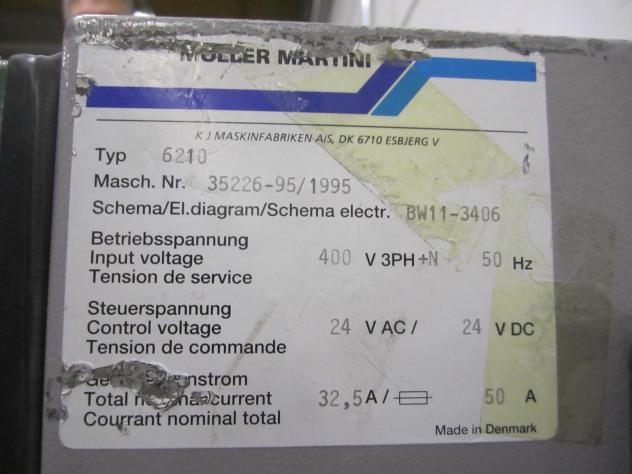 MÜLLER MARTINI
K J MASKINFABRIKEN A/S, DK 6710 ESBJERG V
Typ 6210
Masch. Nr. 35226-95/1995
Schema/El.diagram/Schema electr. BW11-3406
Betriebsspannung
Input voltage 400 V 3PH+N 50 Hz
Tension de service
Steuerspannung
Control voltage 24 V AC / 24 V DC
Tension de commande
Total current 32,5 A / 50 A
Courrant nominal total
Made in Denmark